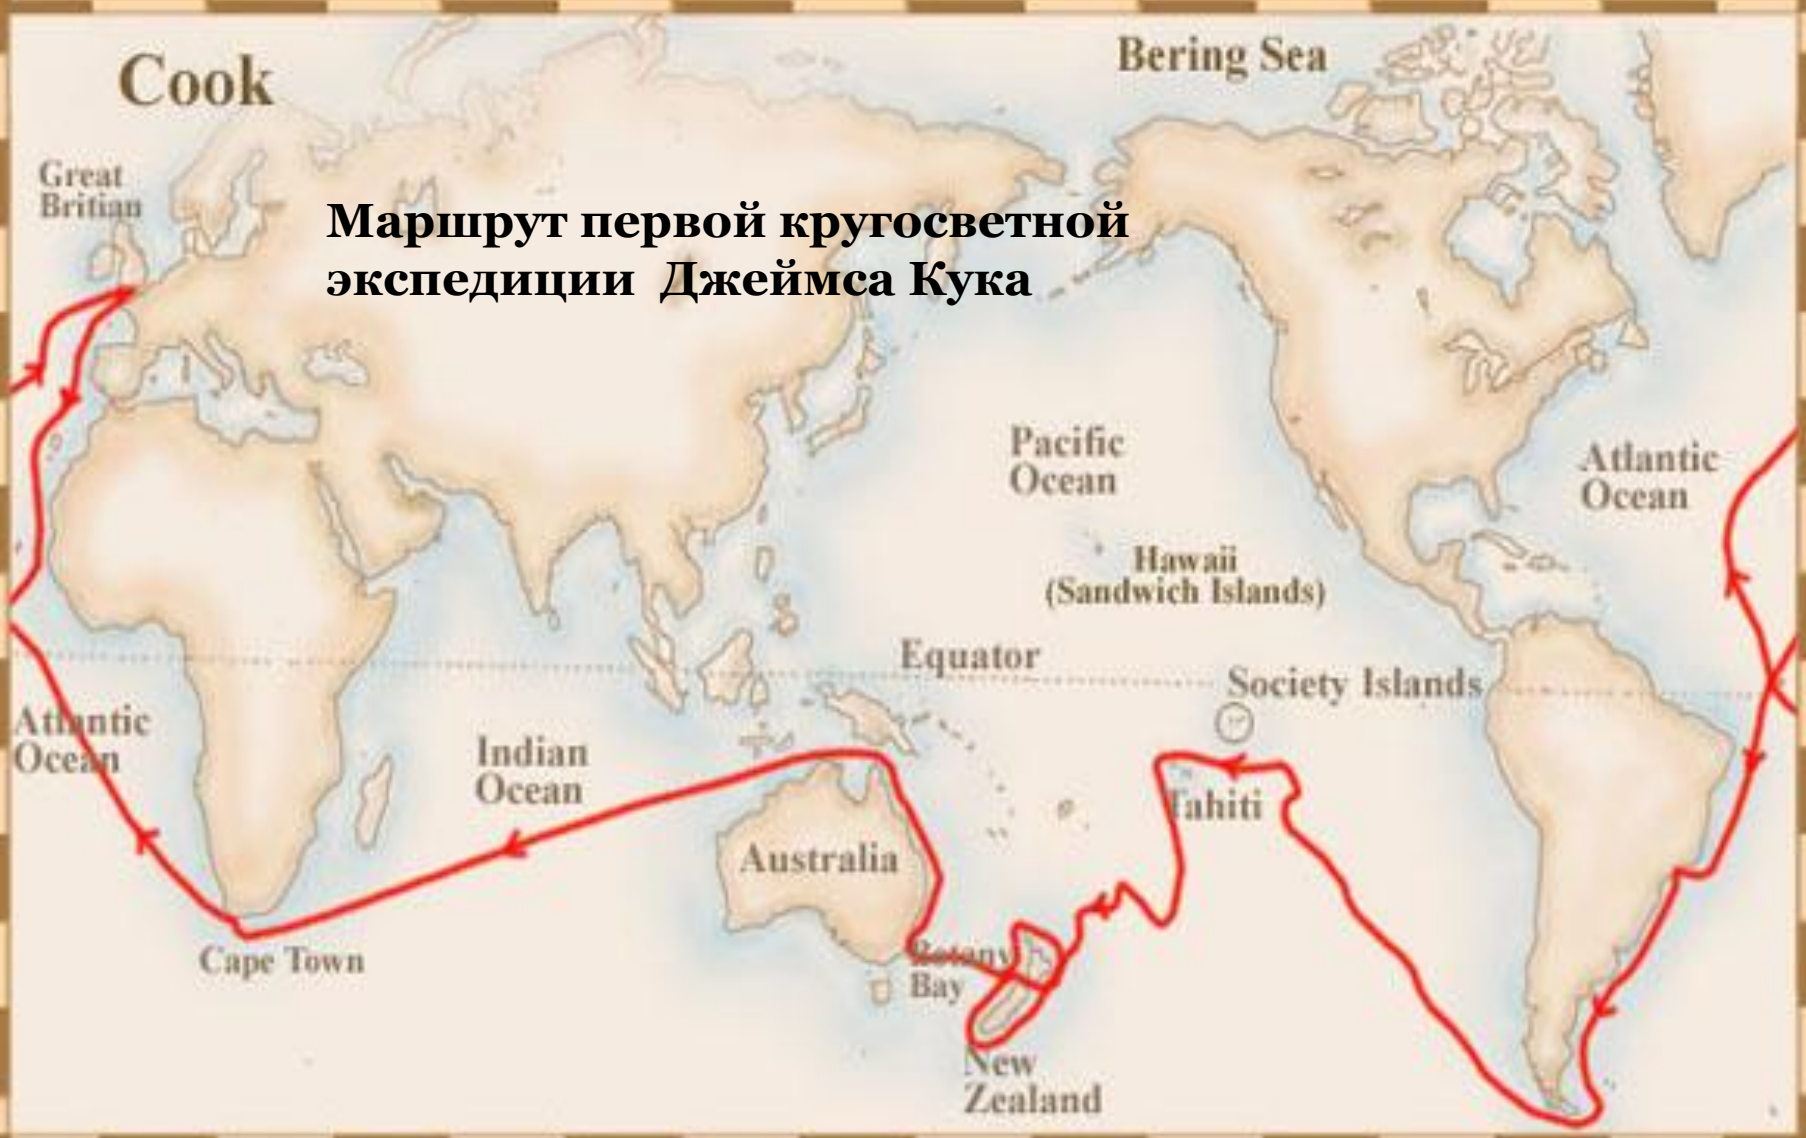 Cook
Bering Sea
Great
Britian
Маршрут первой кругосветной
экспедиции Джеймса Кука
Pacific
Ocean
Atlantic
Ocean
Hawaii
(Sandwich Islands)
Equator
Society Islands
Atlantic
Ocean
Indian
Ocean
Tahiti
Australia
Botany
Bay
Cape Town
New
Zealand